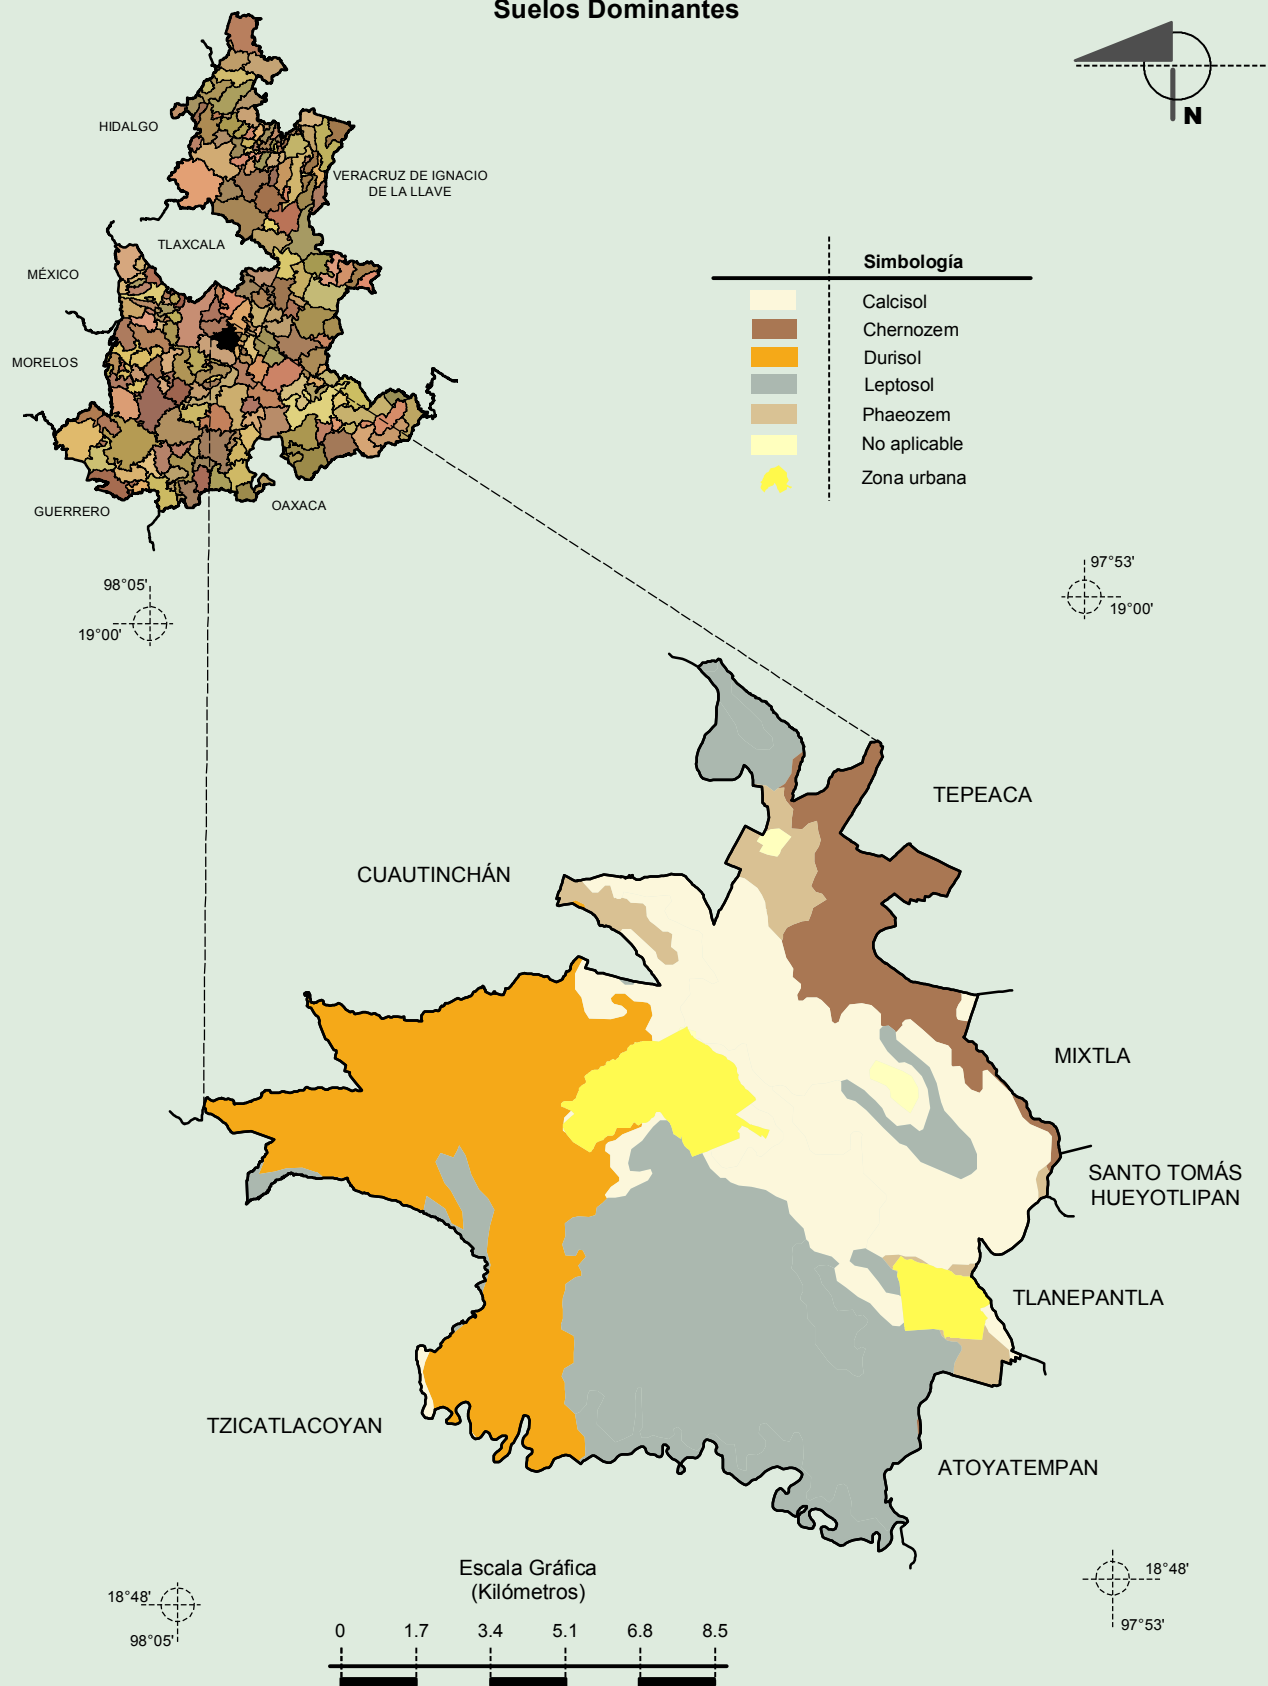 Suelos Dominantes
N
HIDALGO
VERACRUZ DE IGNACIO
DE LA LLAVE
TLAXCALA
MÉXICO
MORELOS
GUERRERO
OAXACA
Simbología
Calcisol
Chernozem
Durisol
Leptosol
Phaeozem
No aplicable
Zona urbana
98°05'
19°00'
97°53'
19°00'
TEPEACA
CUAUTINCHÁN
MIXTLA
SANTO TOMÁS
HUEYOTLIPAN
TLANEPANTLA
TZICATLACOYAN
ATOYATEMPAN
Escala Gráfica
(Kilómetros)
0 1.7 3.4 5.1 6.8 8.5
18°48'
98°05'
18°48'
97°53'